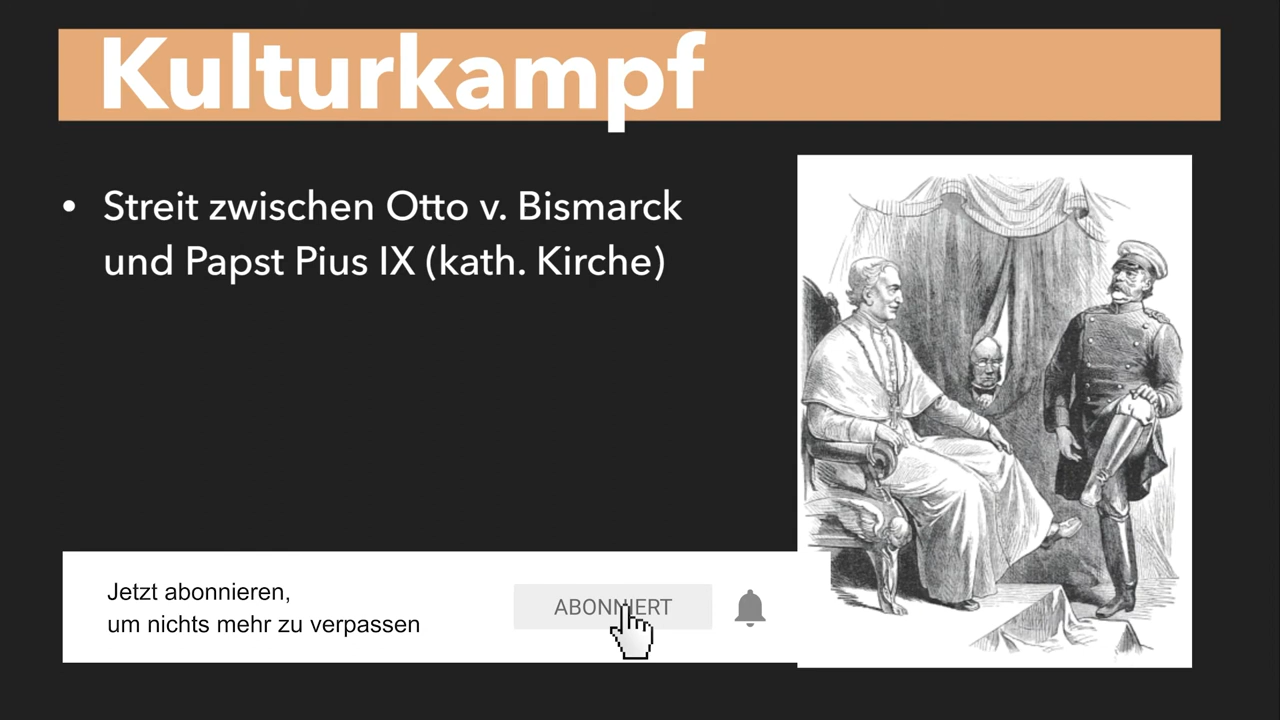 Kulturkampf
• Streit zwischen Otto v. Bismarck
und Papst Pius IX (kath. Kirche)
Jetzt abonnieren,
um nichts mehr zu verpassen
ABONNIERT